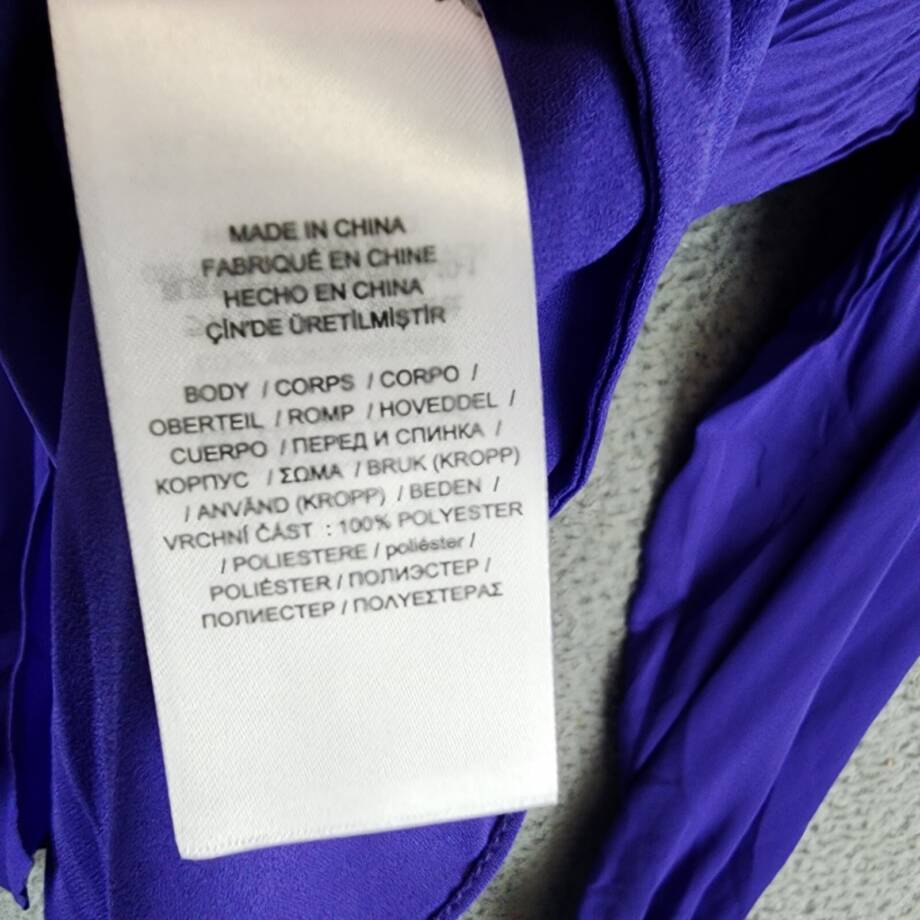 MADE IN CHINA
FABRIQUÉ EN CHINE
HECHO EN CHINA
ÇİN'DE ÜRETİLMİŞTİR
BODY / CORPS / CORPO /
OBERTEIL / ROMP / HOVEDDEL /
CUERPO / ПЕРЕД И СПИНКА /
КОРПУС / ΣΩΜΑ / BRUK (KROPP)
/ ANVÄND (KROPP) / BEDEN /
VRCHNÍ ČÁST : 100% POLYESTER
/ POLIESTERE / poliéster /
POLIÉSTER / ПОЛИЭСТЕР /
ПОЛИЕСТЕР / ΠΟΛΥΕΣΤΕΡΑΣ